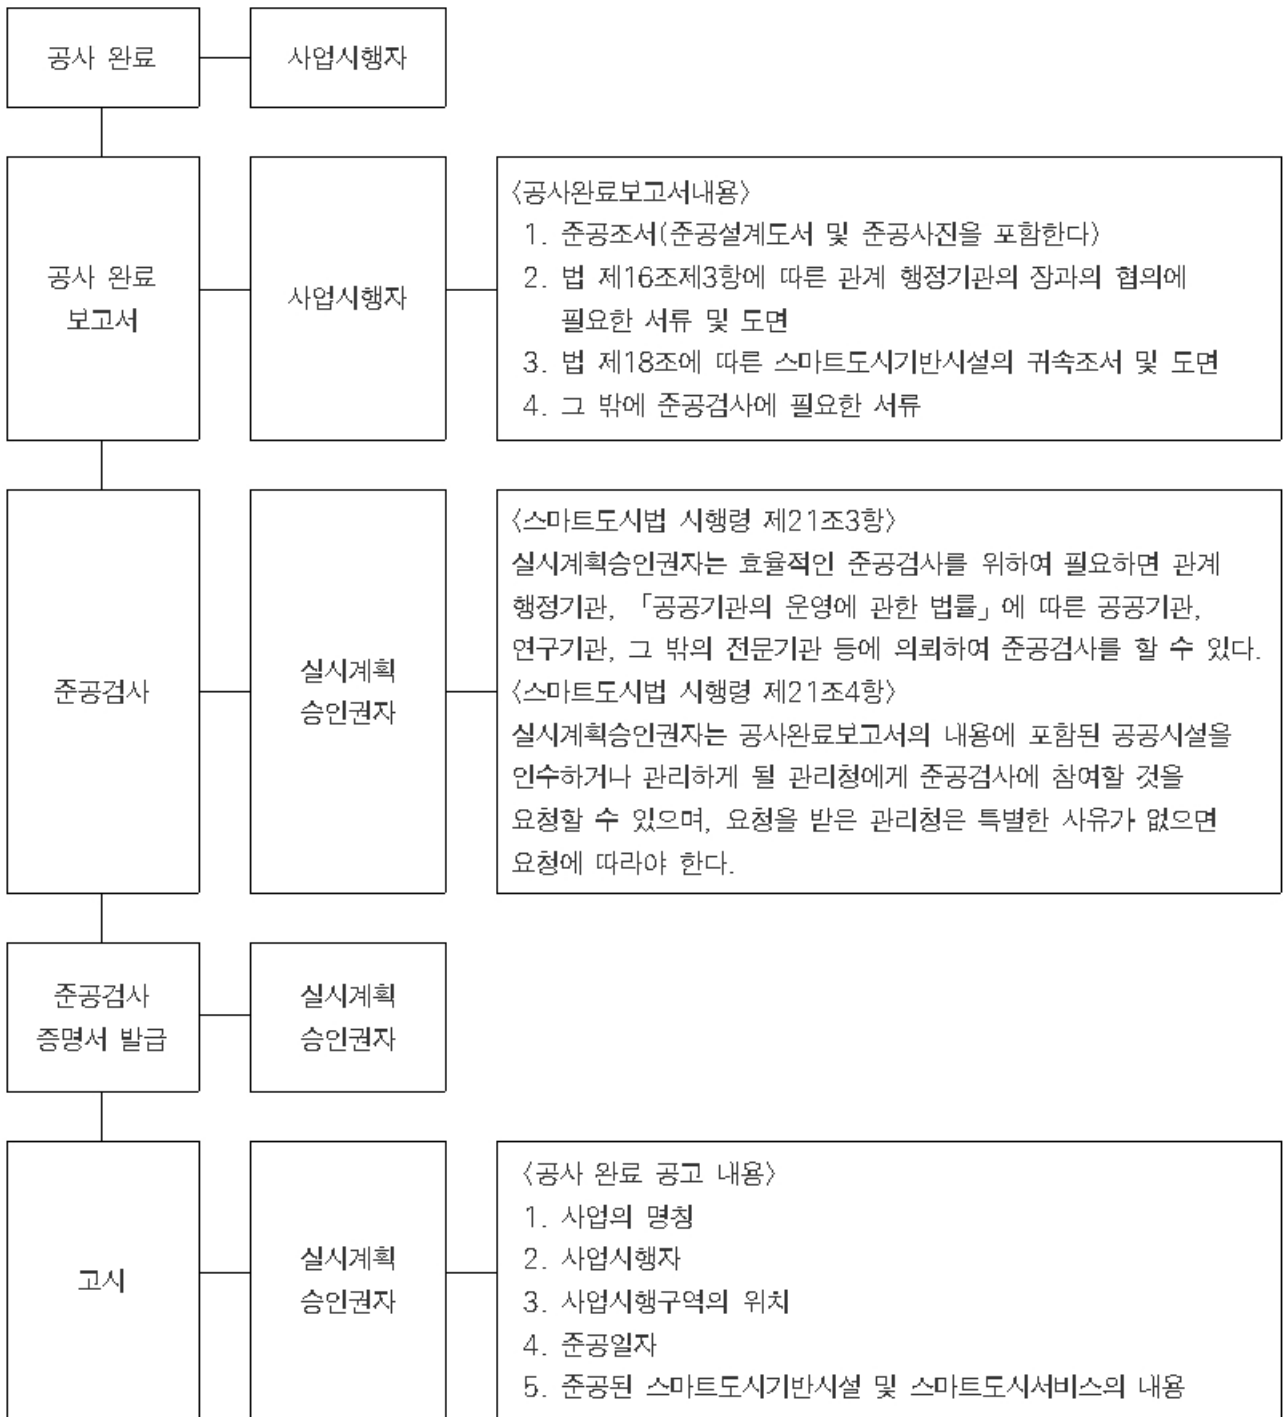 공사 완료
사업시행자
공사 완료
보고서
사업시행자
〈공사완료보고서내용〉
1. 준공조서(준공설계도서 및 준공사진을 포함한다)
2. 법 제16조제3항에 따른 관계 행정기관의 장과의 협의에
필요한 서류 및 도면
3. 법 제18조에 따른 스마트도시기반시설의 귀속조서 및 도면
4. 그 밖에 준공검사에 필요한 서류
준공검사
실시계획
승인권자
〈스마트도시법 시행령 제21조3항〉
실시계획승인권자는 효율적인 준공검사를 위하여 필요하면 관계
행정기관, 「공공기관의 운영에 관한 법률」에 따른 공공기관,
연구기관, 그 밖의 전문기관 등에 의뢰하여 준공검사를 할 수 있다.
〈스마트도시법 시행령 제21조4항〉
실시계획승인권자는 공사완료보고서의 내용에 포함된 공공시설을
인수하거나 관리하게 될 관리청에게 준공검사에 참여할 것을
요청할 수 있으며, 요청을 받은 관리청은 특별한 사유가 없으면
요청에 따라야 한다.
준공검사
증명서 발급
실시계획
승인권자
고시
실시계획
승인권자
〈공사 완료 공고 내용〉
1. 사업의 명칭
2. 사업시행자
3. 사업시행구역의 위치
4. 준공일자
5. 준공된 스마트도시기반시설 및 스마트도시서비스의 내용